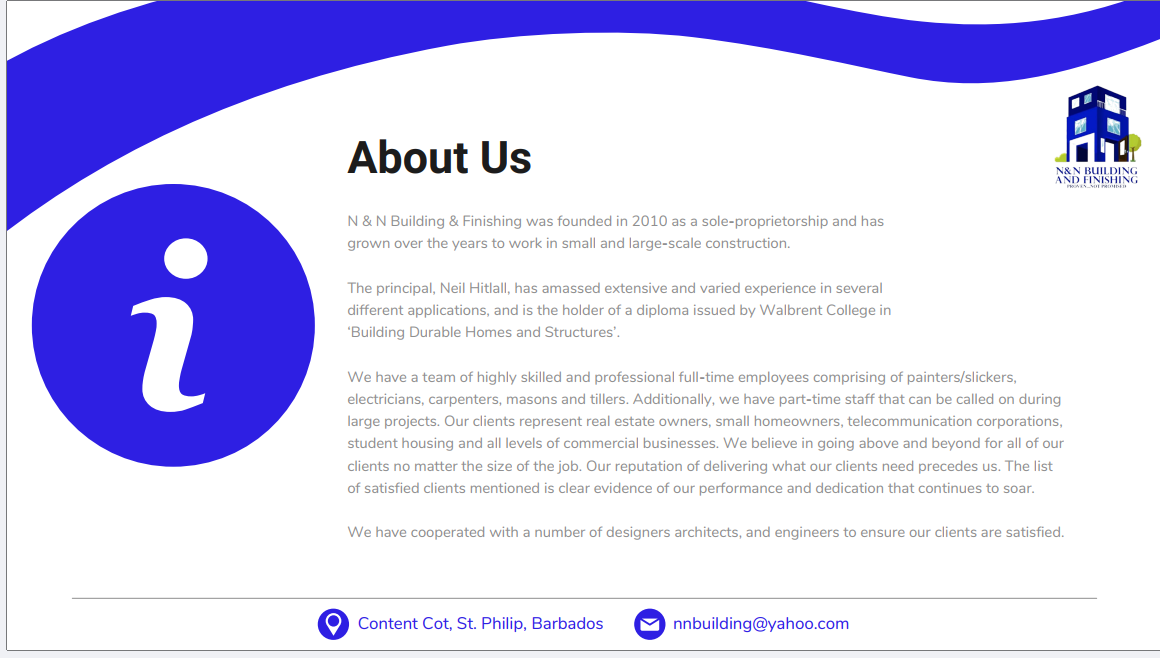 About Us
N&N BUILDING
AND FINISHING
PROVEN...NOT PROMISED
N & N Building & Finishing was founded in 2010 as a sole-proprietorship and has
grown over the years to work in small and large-scale construction.
The principal, Neil Hitlall, has amassed extensive and varied experience in several
different applications, and is the holder of a diploma issued by Walbrent College in
‘Building Durable Homes and Structures’.
We have a team of highly skilled and professional full-time employees comprising of painters/slickers,
electricians, carpenters, masons and tillers. Additionally, we have part-time staff that can be called on during
large projects. Our clients represent real estate owners, small homeowners, telecommunication corporations,
student housing and all levels of commercial businesses. We believe in going above and beyond for all of our
clients no matter the size of the job. Our reputation of delivering what our clients need precedes us. The list
of satisfied clients mentioned is clear evidence of our performance and dedication that continues to soar.
We have cooperated with a number of designers architects, and engineers to ensure our clients are satisfied.
Content Cot, St. Philip, Barbados
nnbuilding@yahoo.com